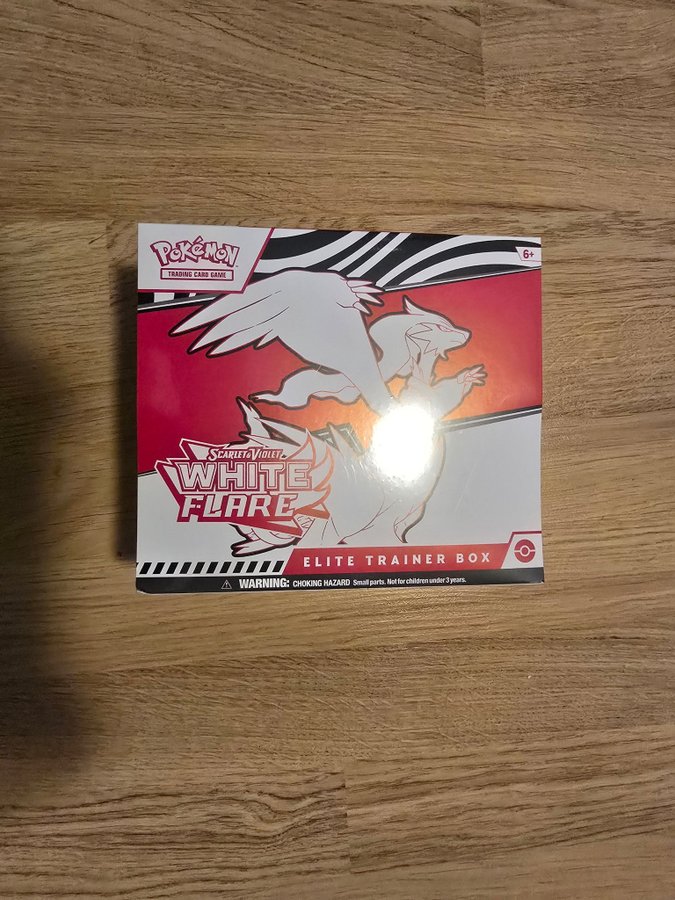 POKéMON
TRADING CARD GAME
6+
SCARLET & VIOLET
WHITE
FLARE
ELITE TRAINER BOX
WARNING: CHOKING HAZARD Small parts. Not for children under 3 years.